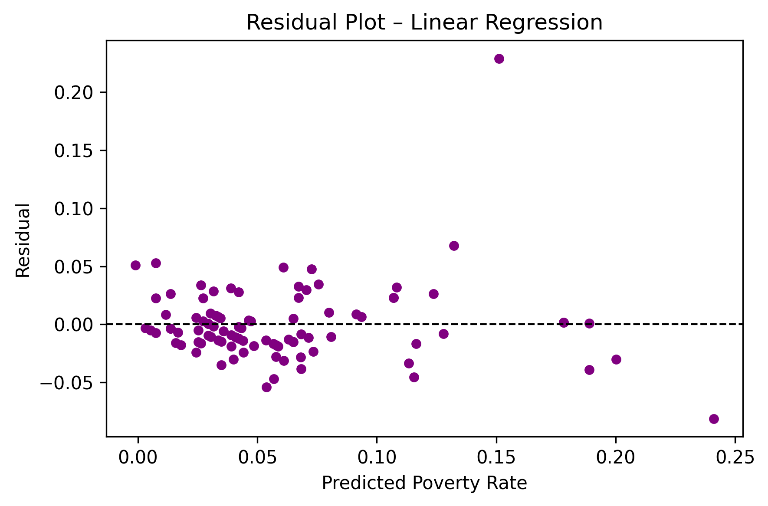 Residual Plot – Linear Regression
0.20
0.15
0.10
0.05
0.00
−0.05
Residual
0.00 0.05 0.10 0.15 0.20 0.25
Predicted Poverty Rate